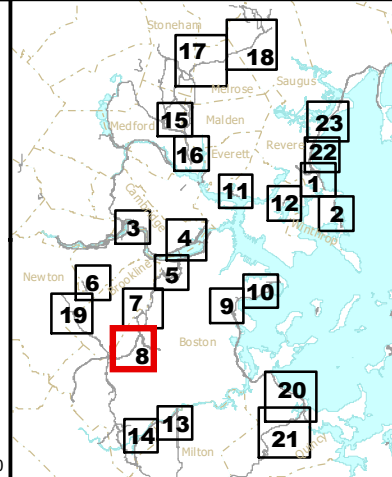 Stoneham
17
18
Melrose
Saugus
15
Medford
Malden
23
16
Everett
Revere
22
1
11
12
2
Winthrop
Cambridge
3
4
5
Brookline
Newton
6
7
10
9
19
8
Boston
20
13
14
Milton
21
Quincy
0